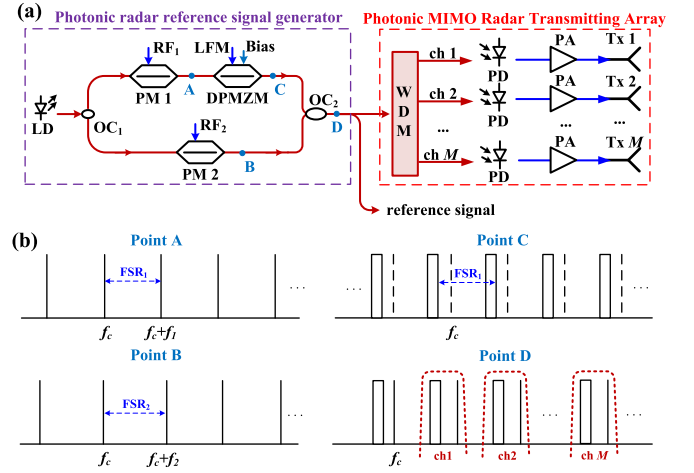 (a)
Photonic radar reference signal generator
Photonic MIMO Radar Transmitting Array
RF1
LFM
Bias
PM 1
A
DPMZM
C
LD
OC1
OC2
D
RF2
PM 2
B
WDM
ch 1
PD
PA
Tx 1
ch 2
PD
PA
Tx 2
...
...
...
ch M
PD
PA
Tx M
reference signal
(b)
Point A
FSR1
...
fc
fc+f1
Point C
FSR1
...
...
fc
Point B
FSR2
...
fc
fc+f2
Point D
...
...
fc
ch1
ch2
ch M